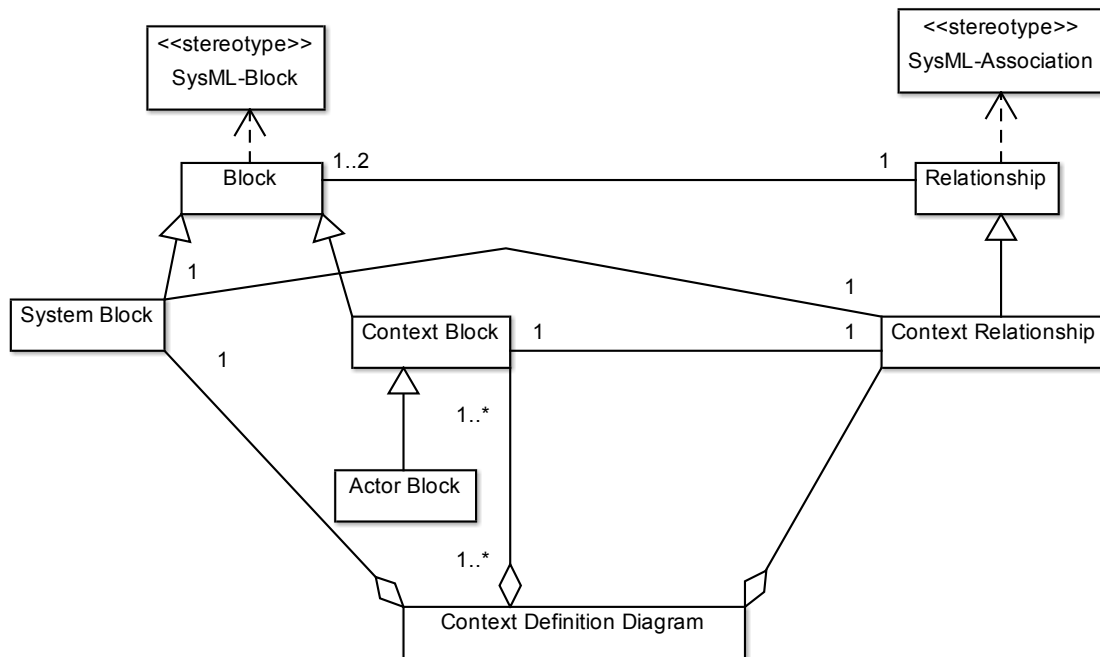 <<stereotype>>
SysML-Block
<<stereotype>>
SysML-Association
1..2
1
Block
Relationship
1
1
System Block
Context Block
1
1
Context Relationship
1
1..*
Actor Block
1..*
Context Definition Diagram